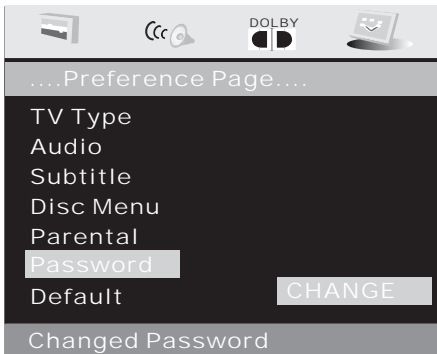 DOLBY
....Preference Page....
TV Type
Audio
Subtitle
Disc Menu
Parental
Password
Default
CHANGE
Changed Password